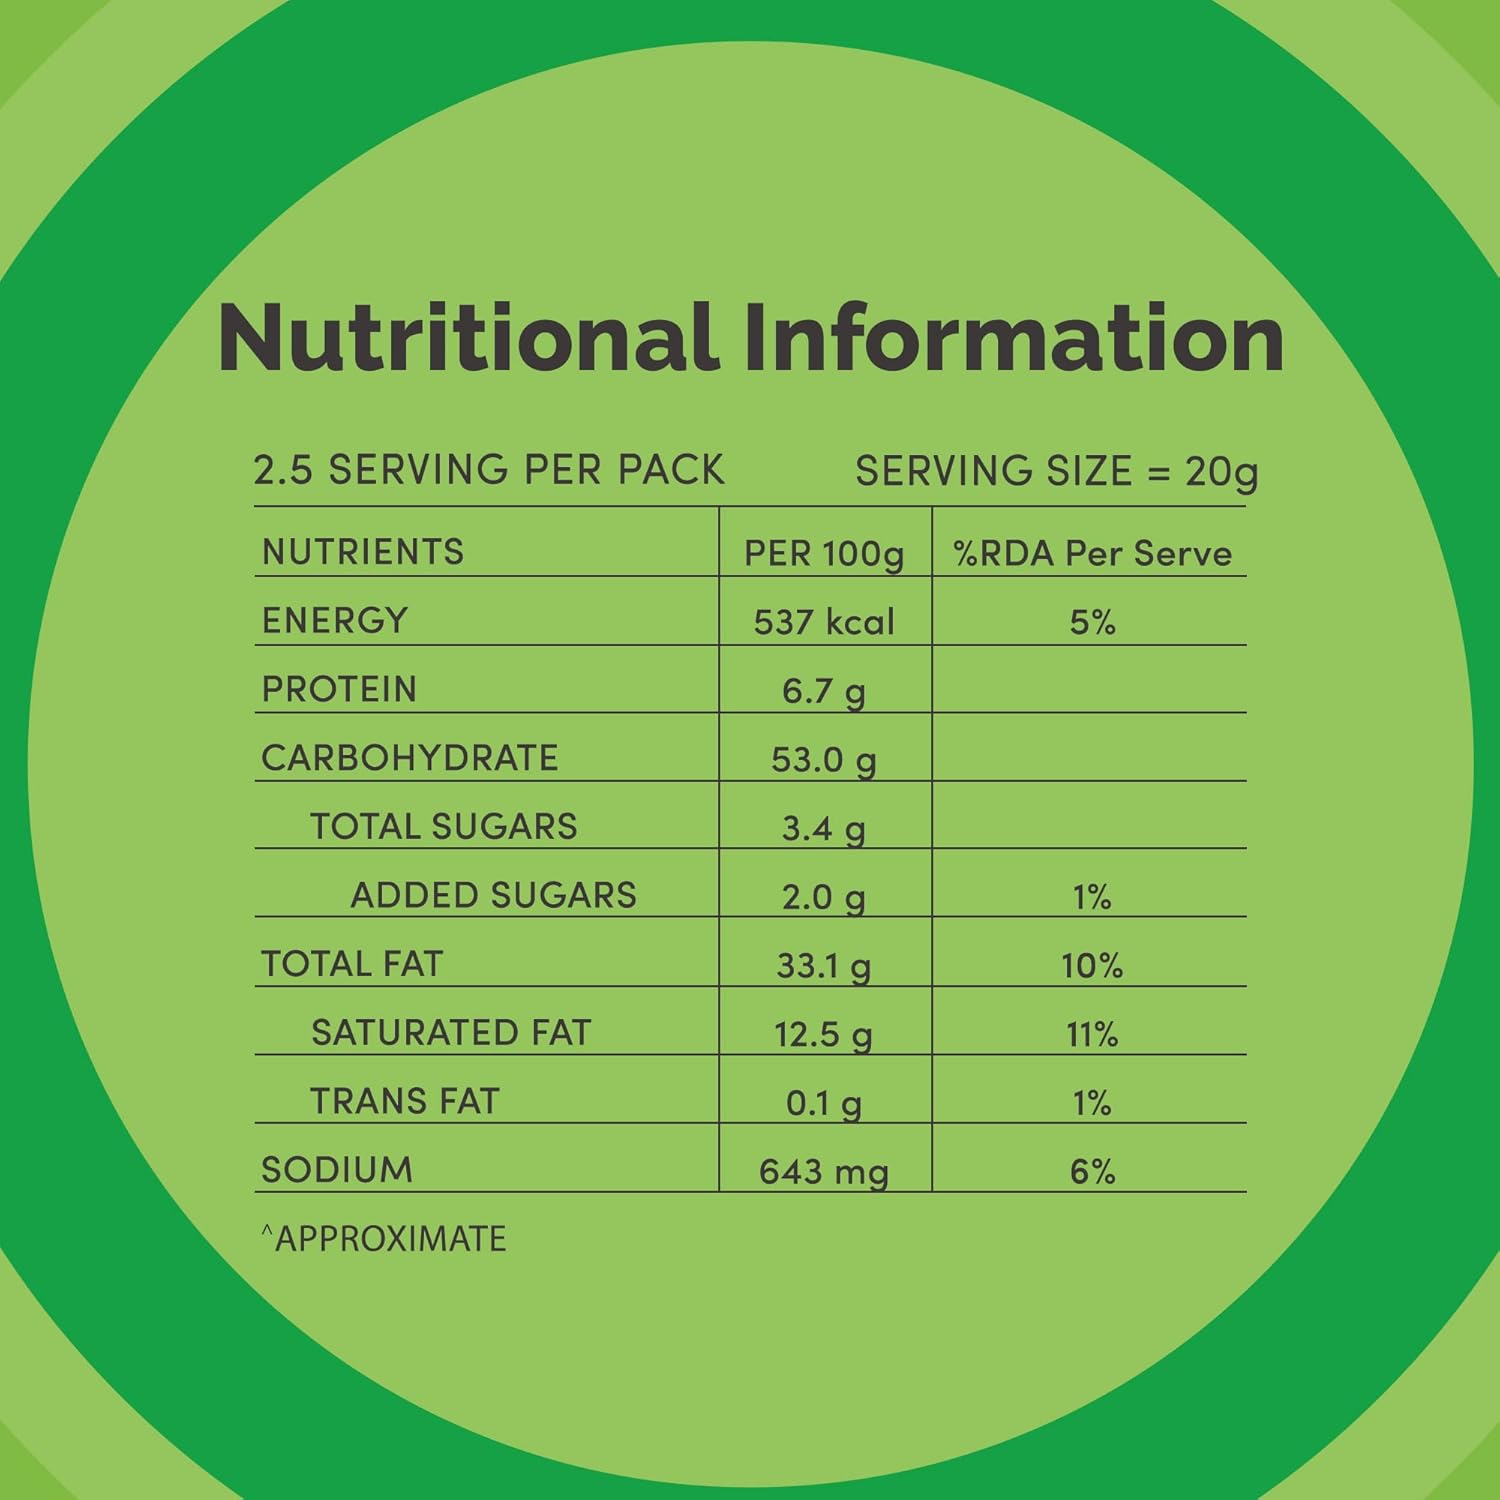 Nutritional Information
2.5 SERVING PER PACK SERVING SIZE = 20g
NUTRIENTS PER 100g %RDA Per Serve
ENERGY 537 kcal 5%
PROTEIN 6.7 g
CARBOHYDRATE 53.0 g
TOTAL SUGARS 3.4 g
ADDED SUGARS 2.0 g 1%
TOTAL FAT 33.1 g 10%
SATURATED FAT 12.5 g 11%
TRANS FAT 0.1 g 1%
SODIUM 643 mg 6%
^APPROXIMATE